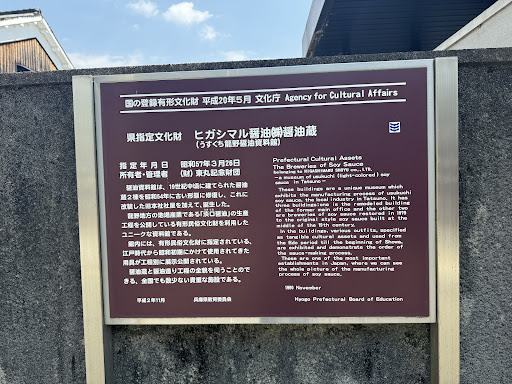 国の登録有形文化財 平成20年5月 文化庁 Agency for Cultural Affairs
県指定文化財 ヒガシマル醤油㈱醤油蔵
(うすくち龍野醤油資料館)
指定年月日 昭和57年3月26日
所有者・管理者 (財)東丸記念財団
醤油資料館は、19世紀中頃に建てられた醤油
蔵2棟を昭和54年に古い形態に修復し、これに
改築した旧本社社屋を加えて、誕生した。
龍野地方の地場産業である「淡口醤油」の生産
工程を公開している有形民俗文化財を利用した
ユニークな資料館である。
館内には、有形民俗文化財に指定されている、
江戸時代から昭和初期にかけて使用されてきた
用具が工程順に展示公開されている。
醤油蔵と醤油造り工程の全貌を伺うことので
きる、全国でも数少ない貴重な施設である。
平成2年11月 兵庫県教育委員会
Prefectural Cultural Assets
The Breweries of Soy Sauce
belonging to HIGASHIMARU SHOYU co., LTD.
— a museum of usukuchi (light-colored) soy
sauce in Tatsuno —
These buildings are a unique museum which
exhibits the manufacturing process of usukuchi
soy sauce, the local industry in Tatsuno. It has
three buildings: one is the remodeled building
of the former main office and the other two
are breweries of soy sauce restored in 1979
to the original style soy sauce built at the
middle of the 19th century.
In the buildings, various outfits, specified
as tangible cultural assets and used from
the Edo period till the beginning of Showa,
are exhibited and demonstrate the order of
the sauce-making process.
These are one of the most important
establishments in Japan, where we can see
the whole picture of the manufacturing
process of soy sauce.
1990 November
Hyogo Prefectural Board of Education